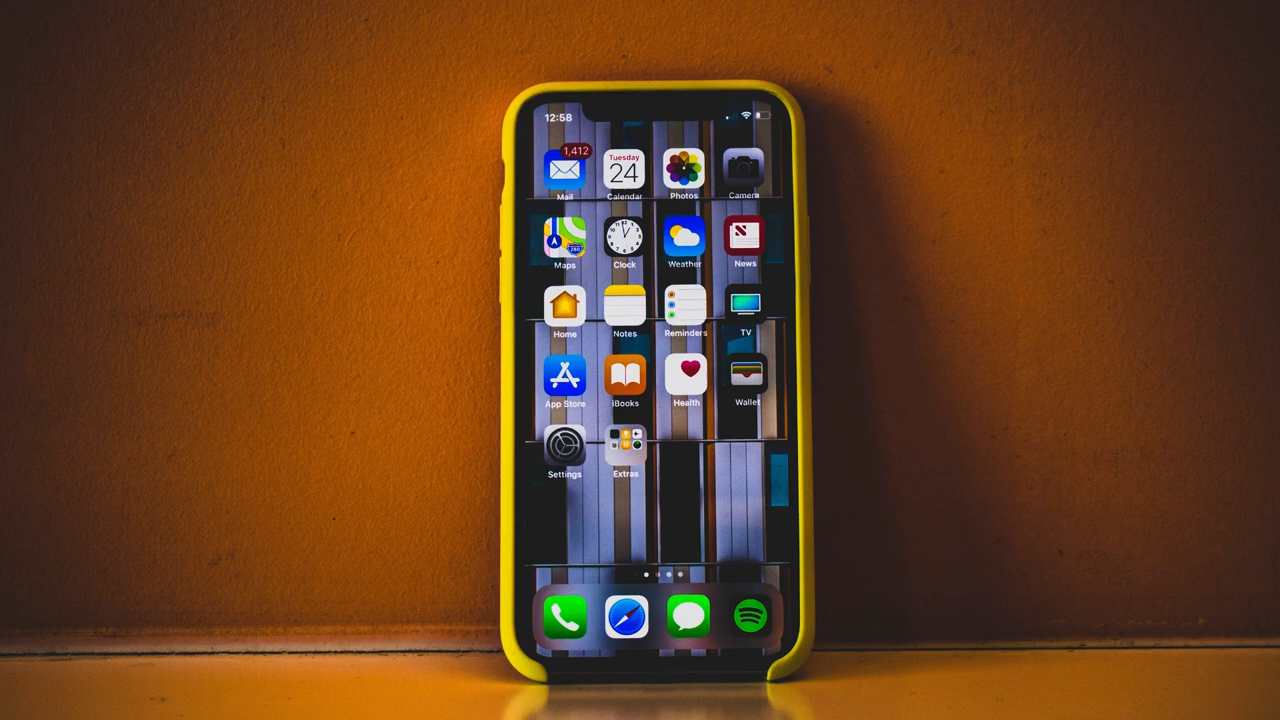 12:58
1,412
Tuesday
24
Mail Calendar Photos Camera
280
Maps Clock Weather News
Home Notes Reminders TV
App Store iBooks Health Wallet
Settings Extras